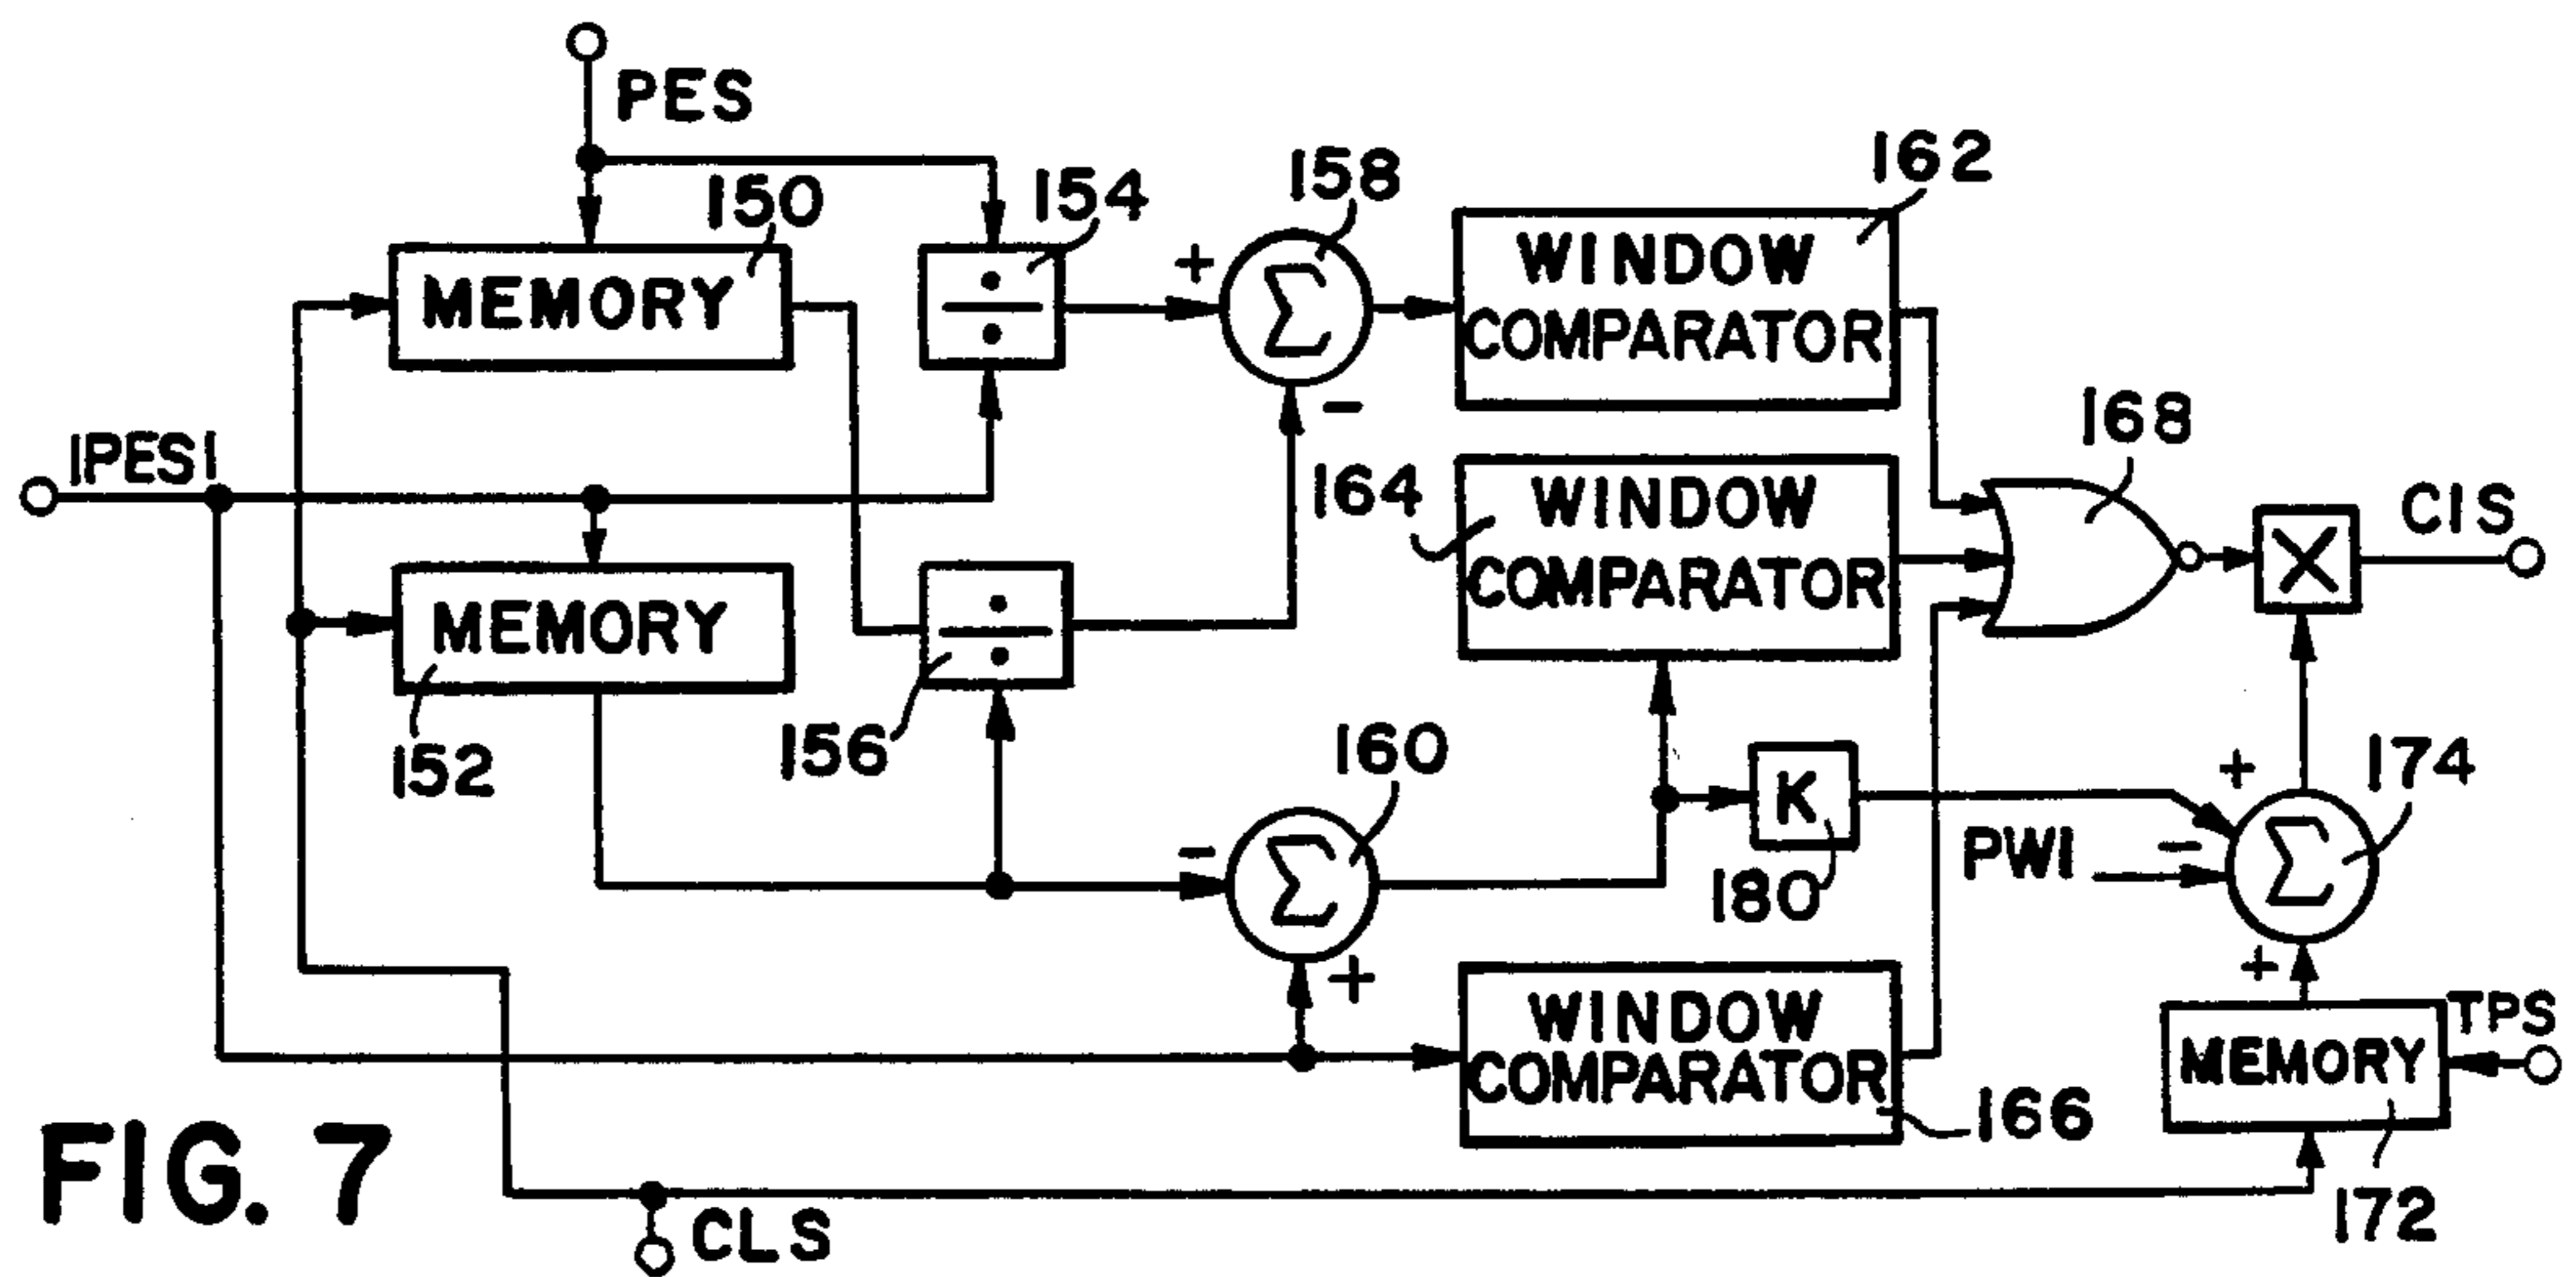 PES
150
154
158
162
MEMORY
÷
+
Σ
WINDOW
COMPARATOR
-
168
|PES|
164
WINDOW
COMPARATOR
CIS
X
MEMORY
÷
152
156
160
K
180
+
174
-
Σ
PWI
-
Σ
+
+
WINDOW
COMPARATOR
166
MEMORY
TPS
172
CLS
FIG. 7